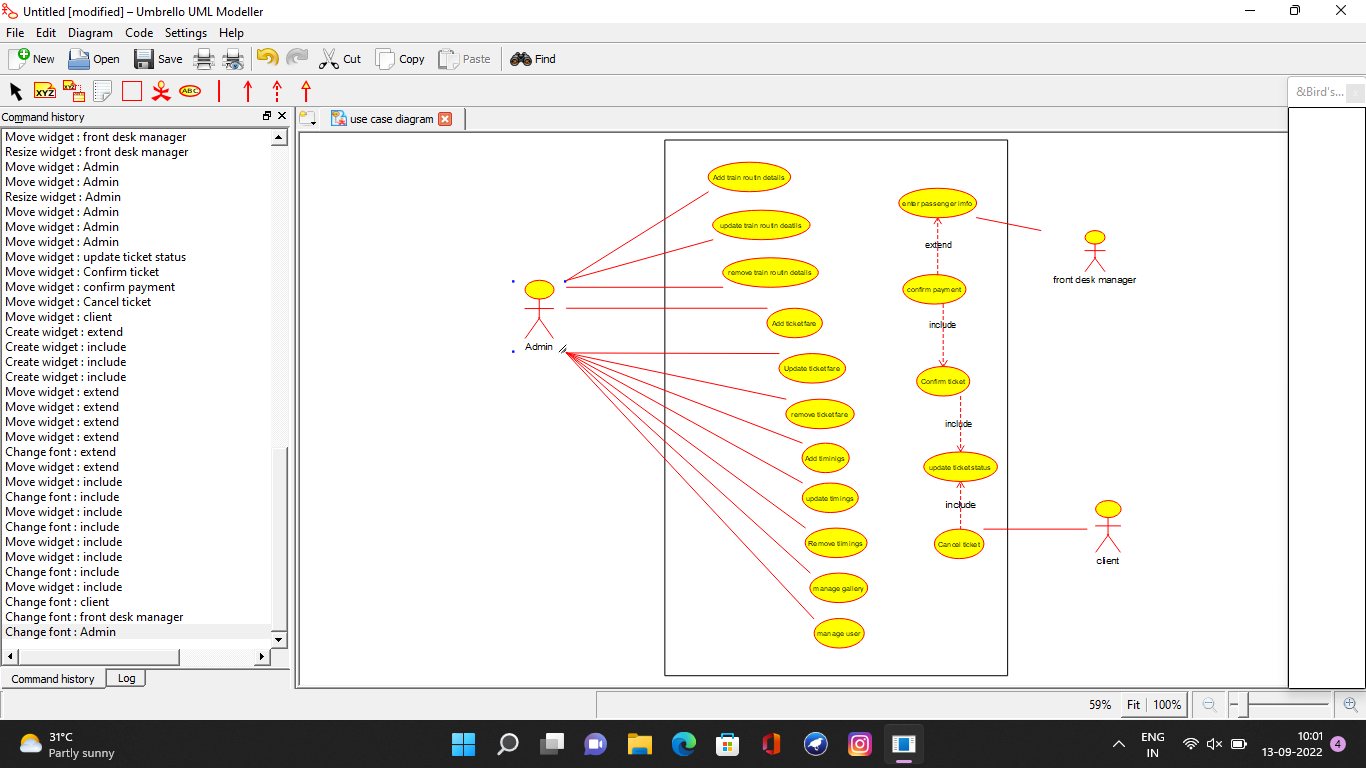 Untitled [modified] – Umbrello UML Modeller
File Edit Diagram Code Settings Help
New Open Save Cut Copy Paste Find
XYZ XYZ ABC
&Bird's...
Command history
use case diagram
Move widget : front desk manager
Resize widget : front desk manager
Move widget : Admin
Move widget : Admin
Resize widget : Admin
Move widget : Admin
Move widget : Admin
Move widget : Admin
Move widget : update ticket status
Move widget : Confirm ticket
Move widget : confirm payment
Move widget : Cancel ticket
Move widget : client
Create widget : extend
Create widget : include
Create widget : include
Create widget : include
Move widget : extend
Move widget : extend
Move widget : extend
Move widget : extend
Change font : extend
Move widget : extend
Move widget : include
Change font : include
Move widget : include
Change font : include
Move widget : include
Move widget : include
Change font : include
Move widget : include
Change font : client
Change font : front desk manager
Change font : Admin
Command history Log
Admin
Add train routin details
update train routin deatils
remove train routin details
Add ticket fare
Update ticket fare
remove ticket fare
Add timinigs
update timings
Remove timings
manage gallery
manage user
enter passenger imfo
extend
confirm payment
include
Confirm ticket
include
update ticket status
include
Cancel ticket
front desk manager
client
59% Fit 100%
31°C
Partly sunny
ENG
IN
10:01
13-09-2022
4